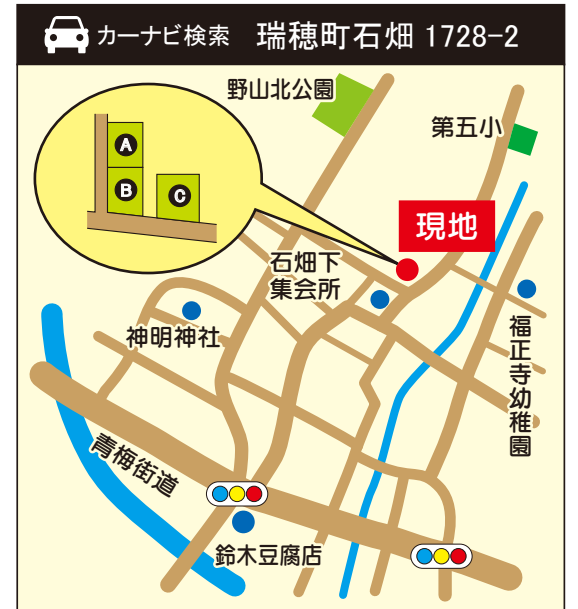 カーナビ検索 瑞穂町石畑 1728-2
野山北公園
第五小
A
B
C
現地
石畑下
集会所
神明神社
福正寺幼稚園
青梅街道
鈴木豆腐店